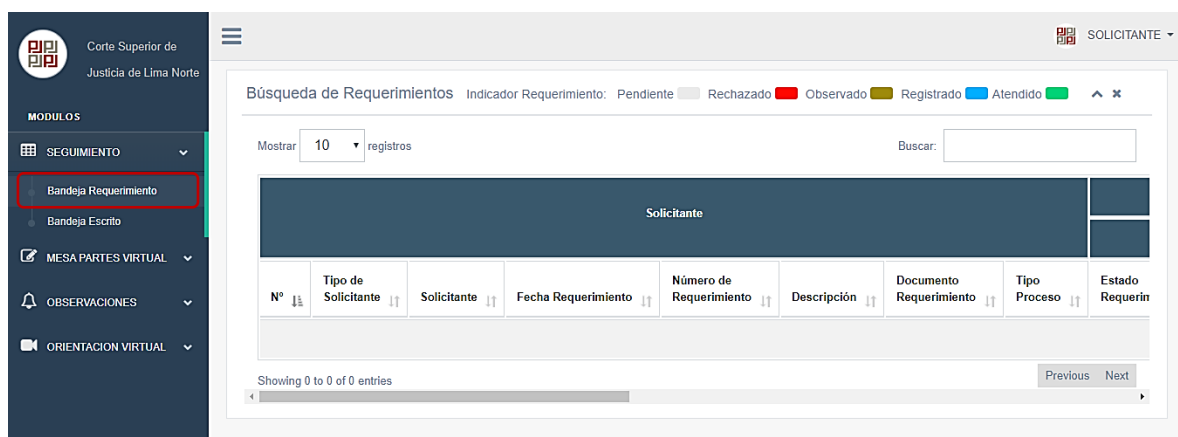 Corte Superior de
Justicia de Lima Norte
SOLICITANTE
MODULOS
SEGUIMIENTO
Bandeja Requerimiento
Bandeja Escrito
MESA PARTES VIRTUAL
OBSERVACIONES
ORIENTACION VIRTUAL
Búsqueda de Requerimientos Indicador Requerimiento: Pendiente Rechazado Observado Registrado Atendido
Mostrar 10 registros
Buscar:
Solicitante
Nº
Tipo de
Solicitante
Solicitante
Fecha Requerimiento
Número de
Requerimiento
Descripción
Documento
Requerimiento
Tipo
Proceso
Estado
Requerim
Showing 0 to 0 of 0 entries
Previous Next